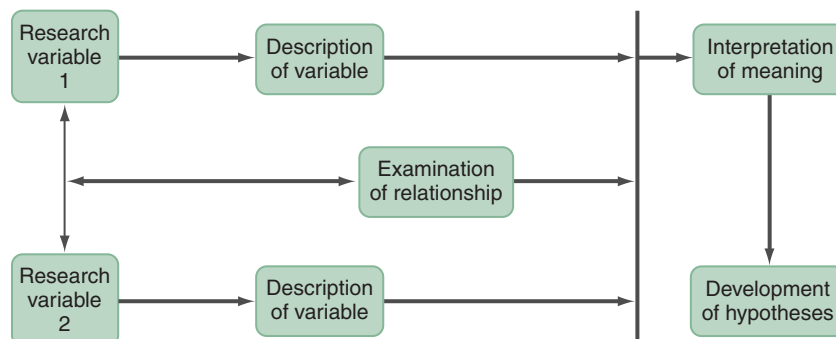 Research
variable
1
Description
of variable
Interpretation
of meaning
Examination
of relationship
Research
variable
2
Description
of variable
Development
of hypotheses